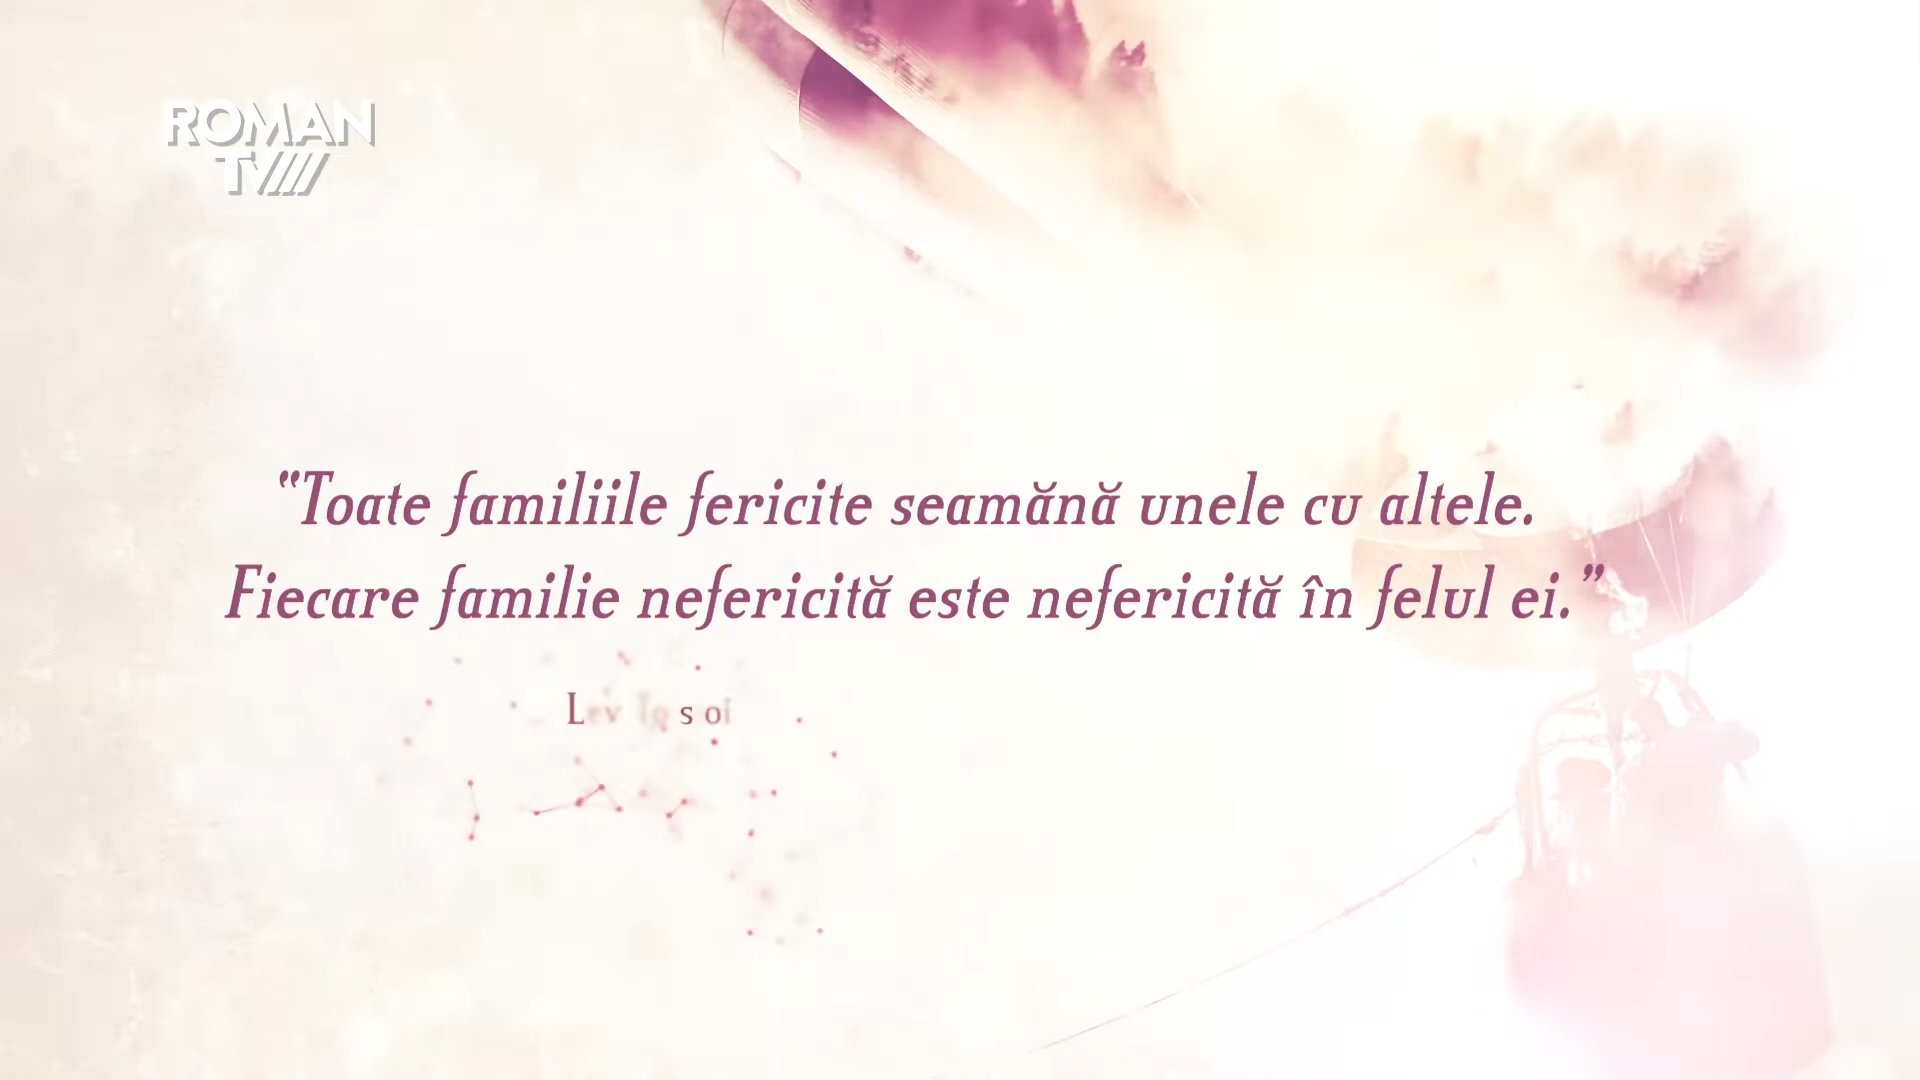 ROMAN
TV
“Toate familiile fericite seamănă unele cu altele.
Fiecare familie nefericită este nefericită în felul ei.”